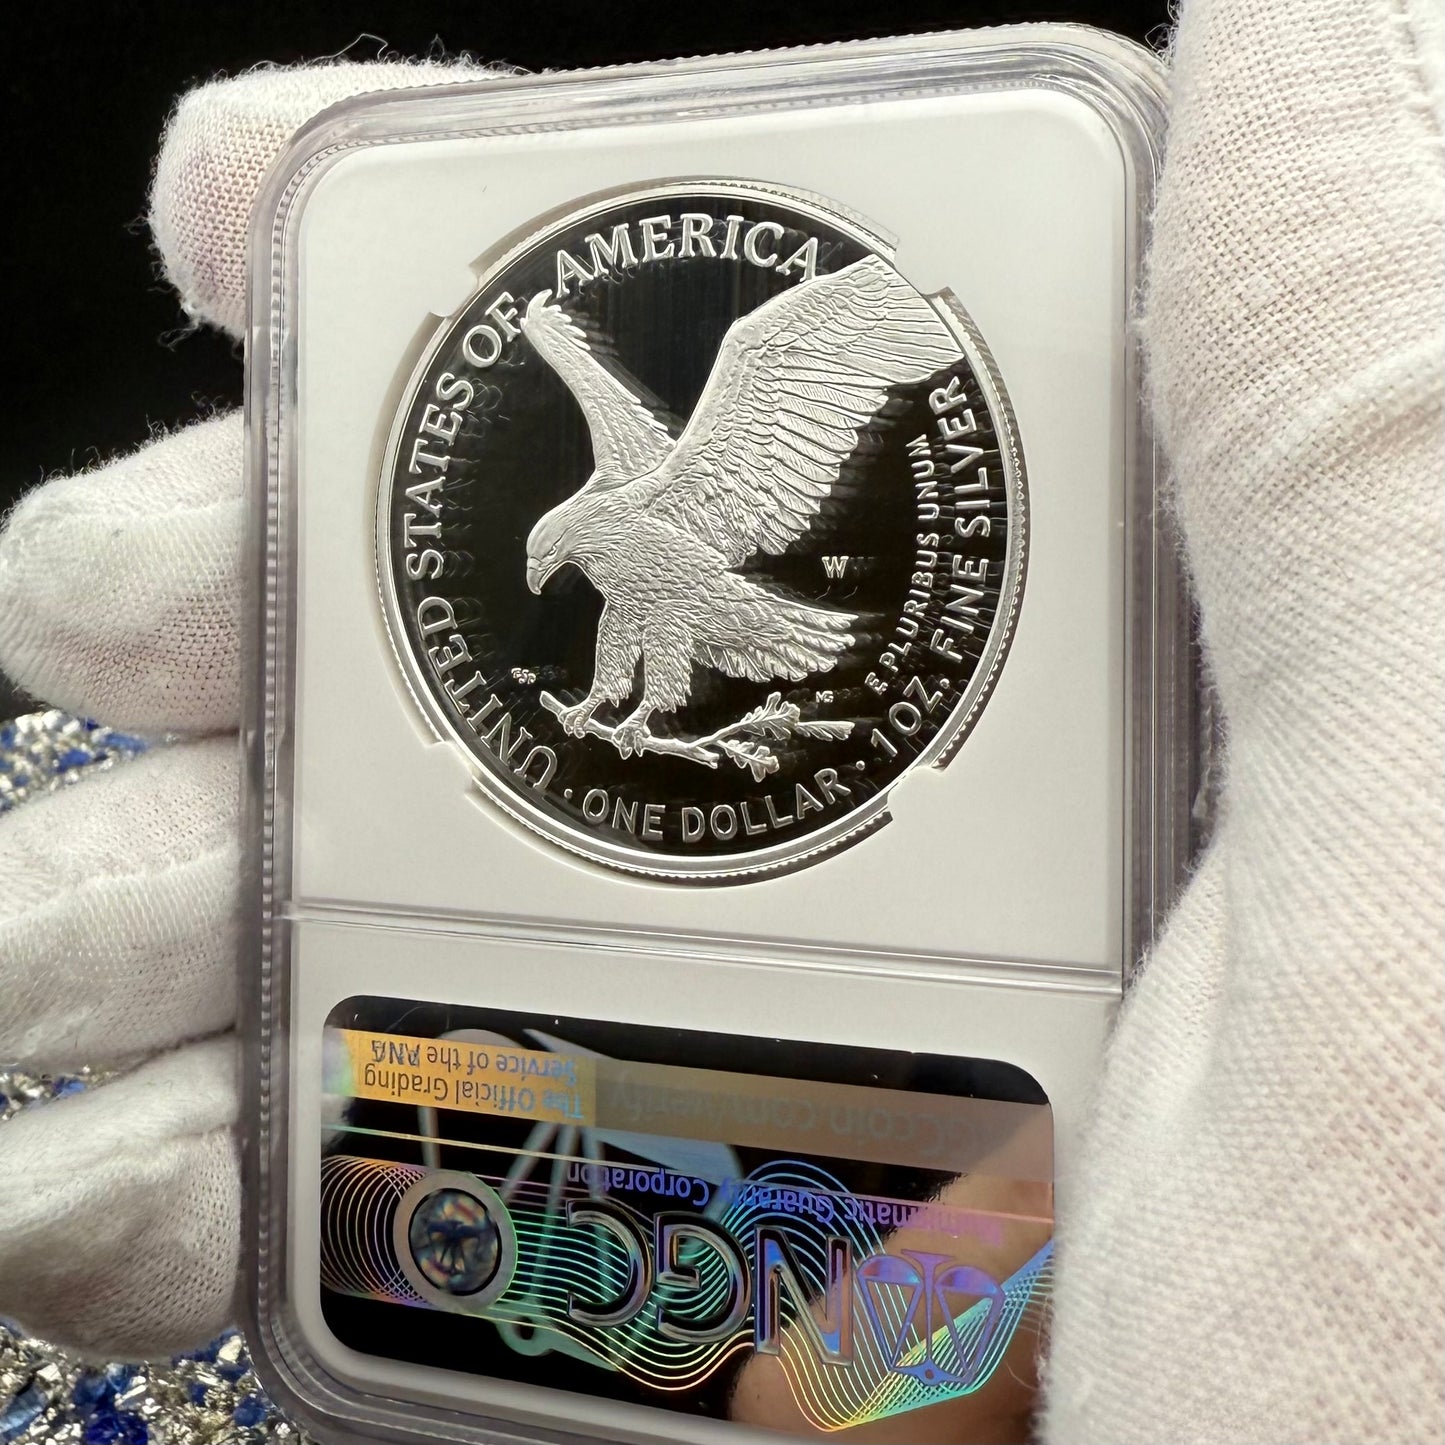 UNITED STATES OF AMERICA
E PLURIBUS UNUM
1 OZ. FINE SILVER
· ONE DOLLAR ·
W
MG
NGC
Numismatic Guaranty Corporation
The Official Grading
Service of the ANA